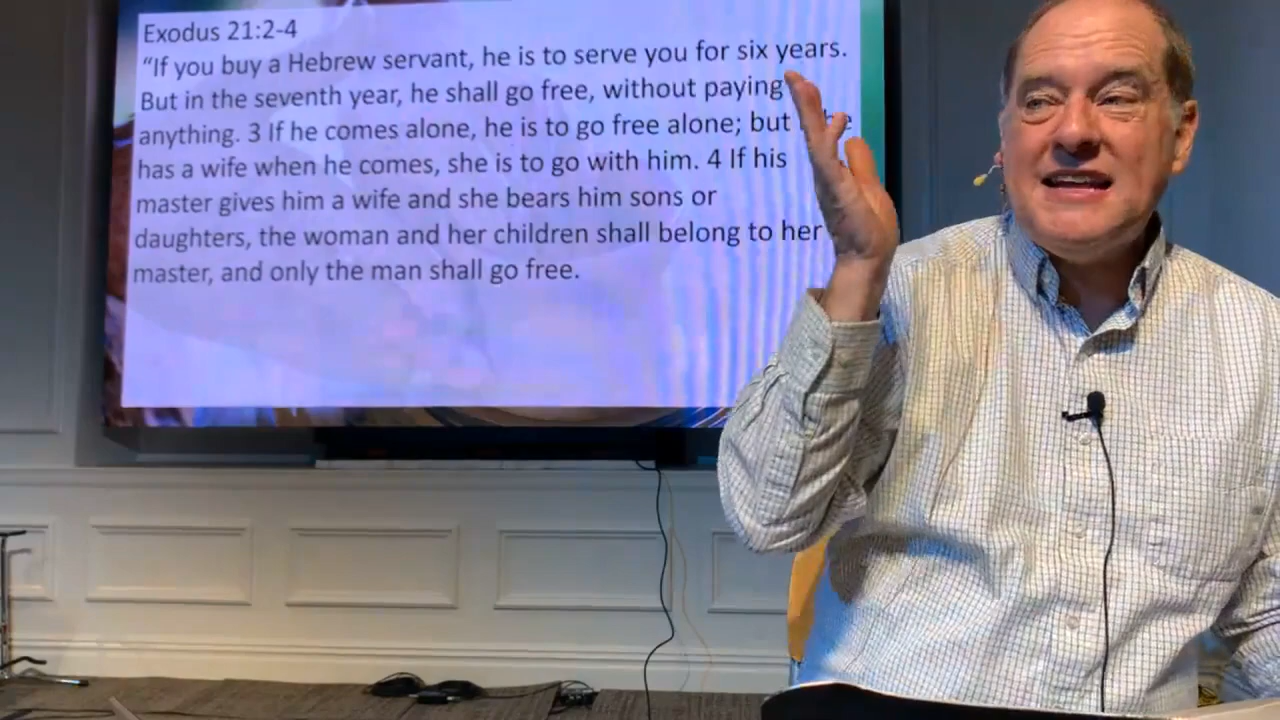 Exodus 21:2-4
“If you buy a Hebrew servant, he is to serve you for six years.
But in the seventh year, he shall go free, without paying
anything. 3 If he comes alone, he is to go free alone; but he
has a wife when he comes, she is to go with him. 4 If his
master gives him a wife and she bears him sons or
daughters, the woman and her children shall belong to her
master, and only the man shall go free.